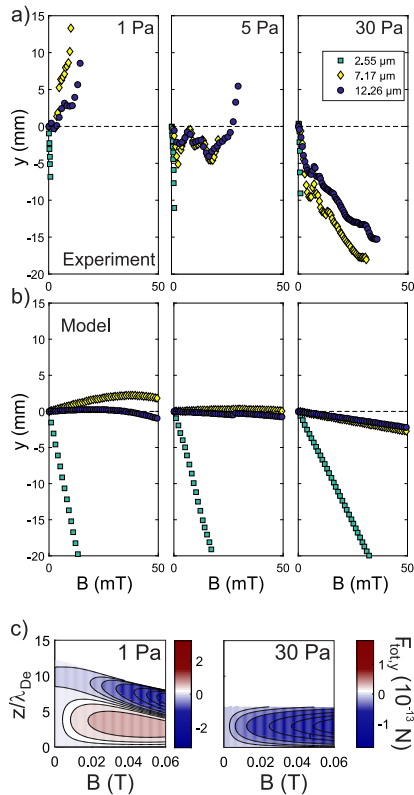 a)
1 Pa
5 Pa
30 Pa
15
10
5
0
-5
-10
-15
-20
y (mm)
2.55 µm
7.17 µm
12.26 µm
Experiment
0 50
0 50
0 50
b)
Model
15
10
5
0
-5
-10
-15
-20
y (mm)
0 50
0 50
0 50
B (mT)
B (mT)
B (mT)
c)
1 Pa
30 Pa
15
10
5
0
z/λDe
2
0
-2
1
0
-1
Ftot,y (10-13 N)
0 0.02 0.04 0.06
0 0.02 0.04 0.06
B (T)
B (T)